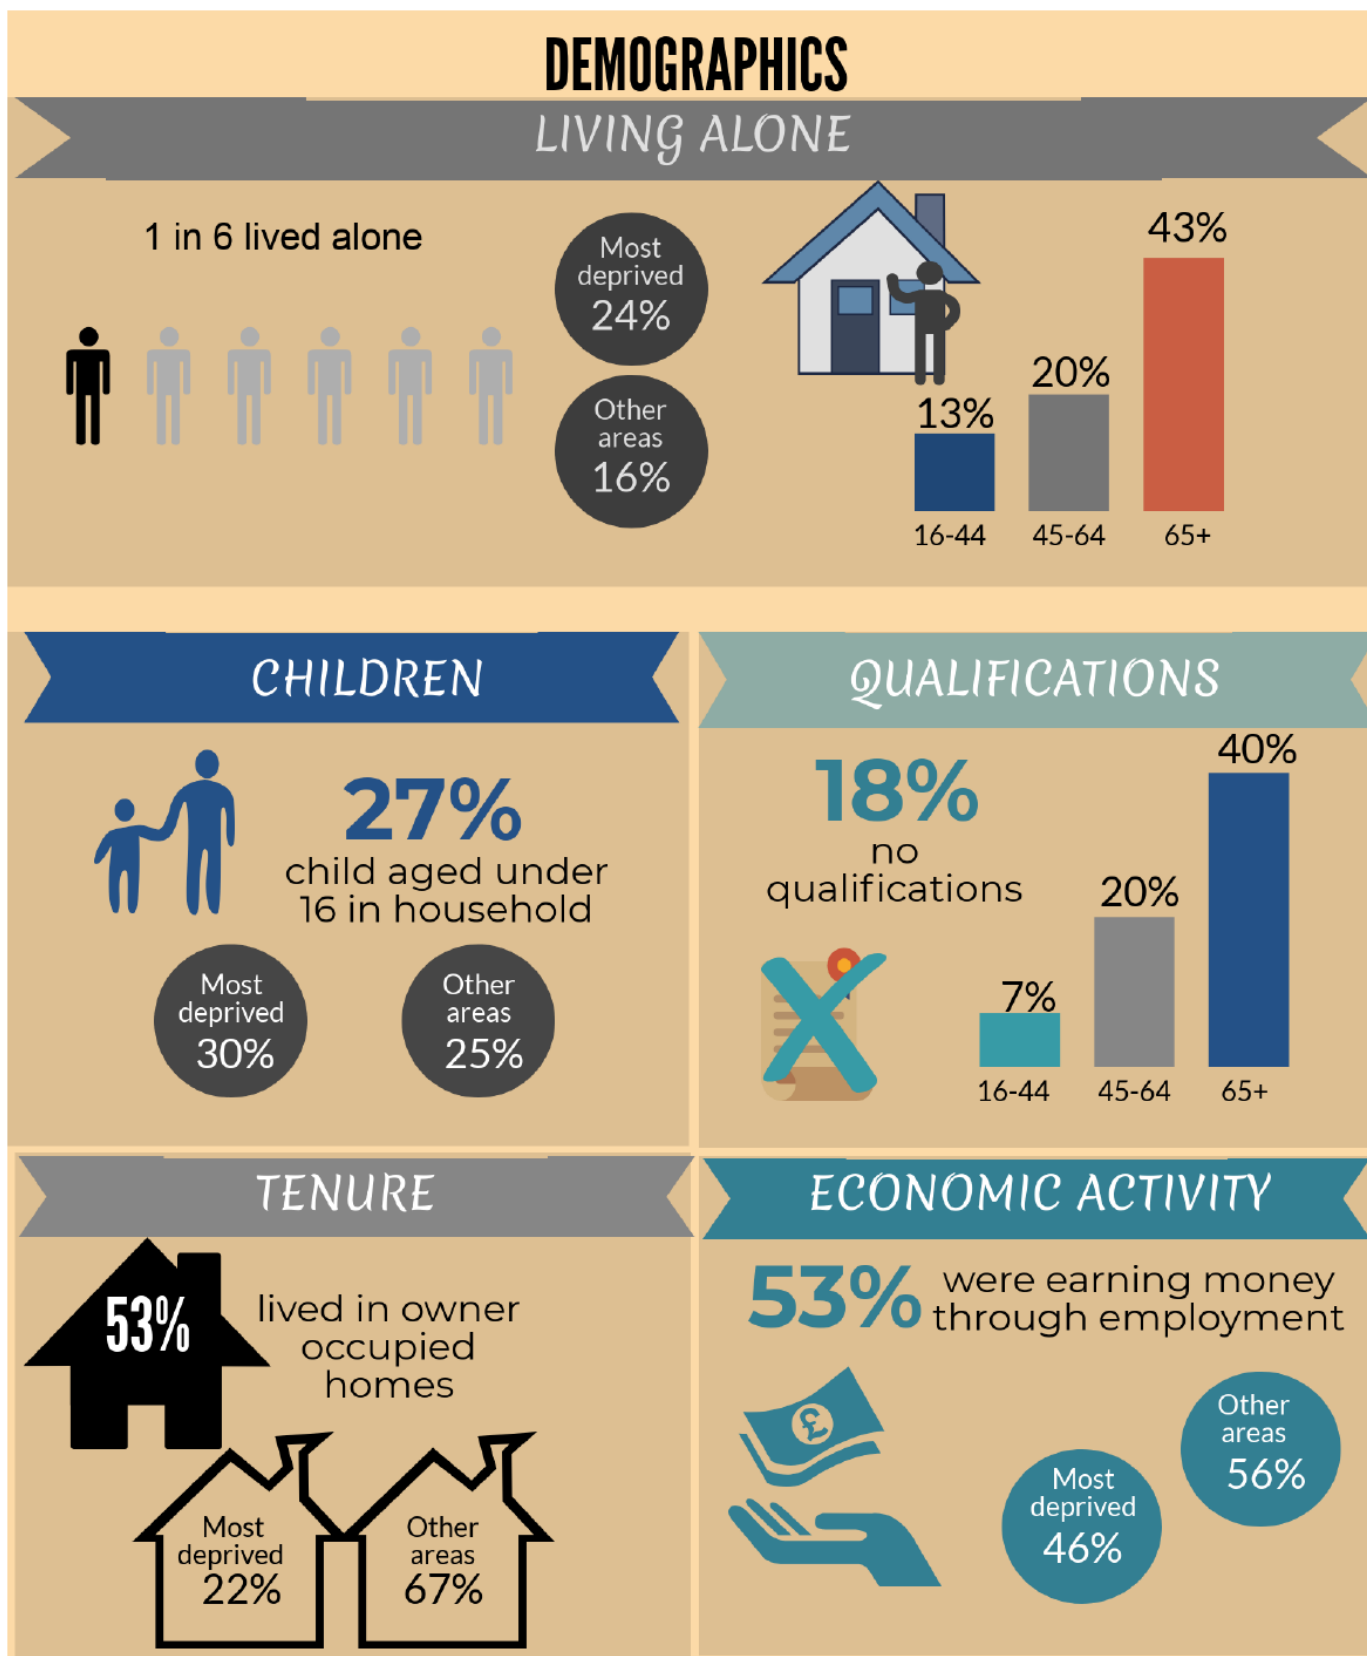 DEMOGRAPHICS
LIVING ALONE
1 in 6 lived alone
Most
deprived
24%
Other
areas
16%
13%
20%
43%
16-44
45-64
65+
CHILDREN
27%
child aged under
16 in household
Most
deprived
30%
Other
areas
25%
QUALIFICATIONS
18%
no
qualifications
7%
20%
40%
16-44
45-64
65+
TENURE
53%
lived in owner
occupied
homes
Most
deprived
22%
Other
areas
67%
ECONOMIC ACTIVITY
53%
were earning money
through employment
£
Most
deprived
46%
Other
areas
56%